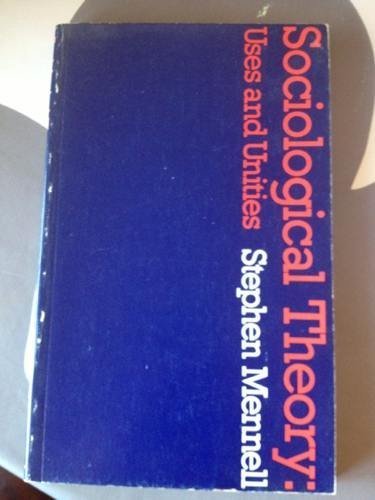 Sociological Theory:
Uses and Unities
Stephen Mennell